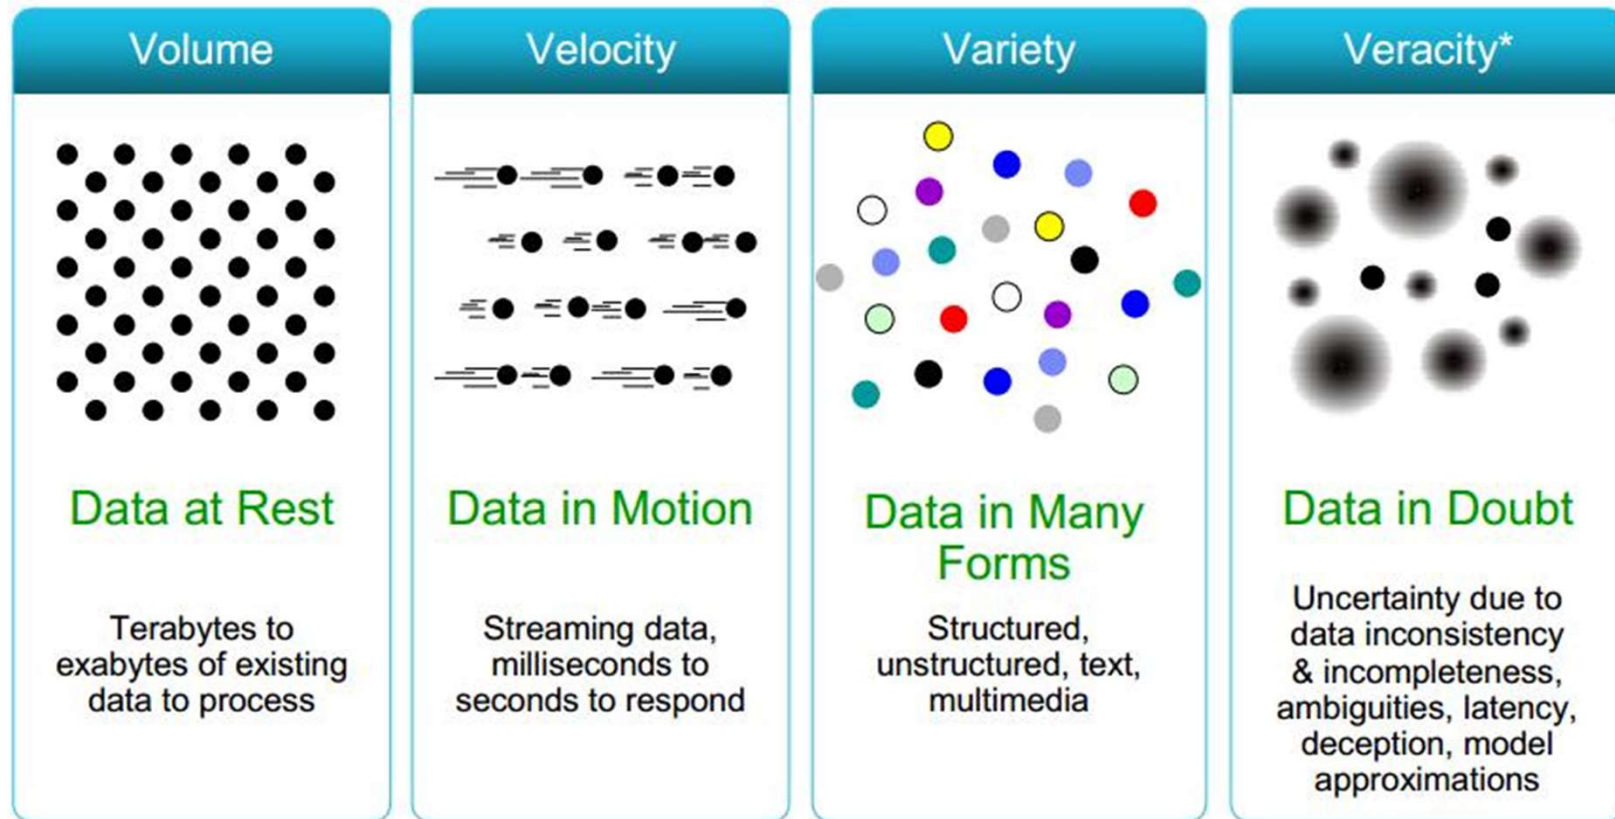 Volume
Data at Rest
Terabytes to
exabytes of existing
data to process
Velocity
Data in Motion
Streaming data,
milliseconds to
seconds to respond
Variety
Data in Many
Forms
Structured,
unstructured, text,
multimedia
Veracity*
Data in Doubt
Uncertainty due to
data inconsistency
& incompleteness,
ambiguities, latency,
deception, model
approximations